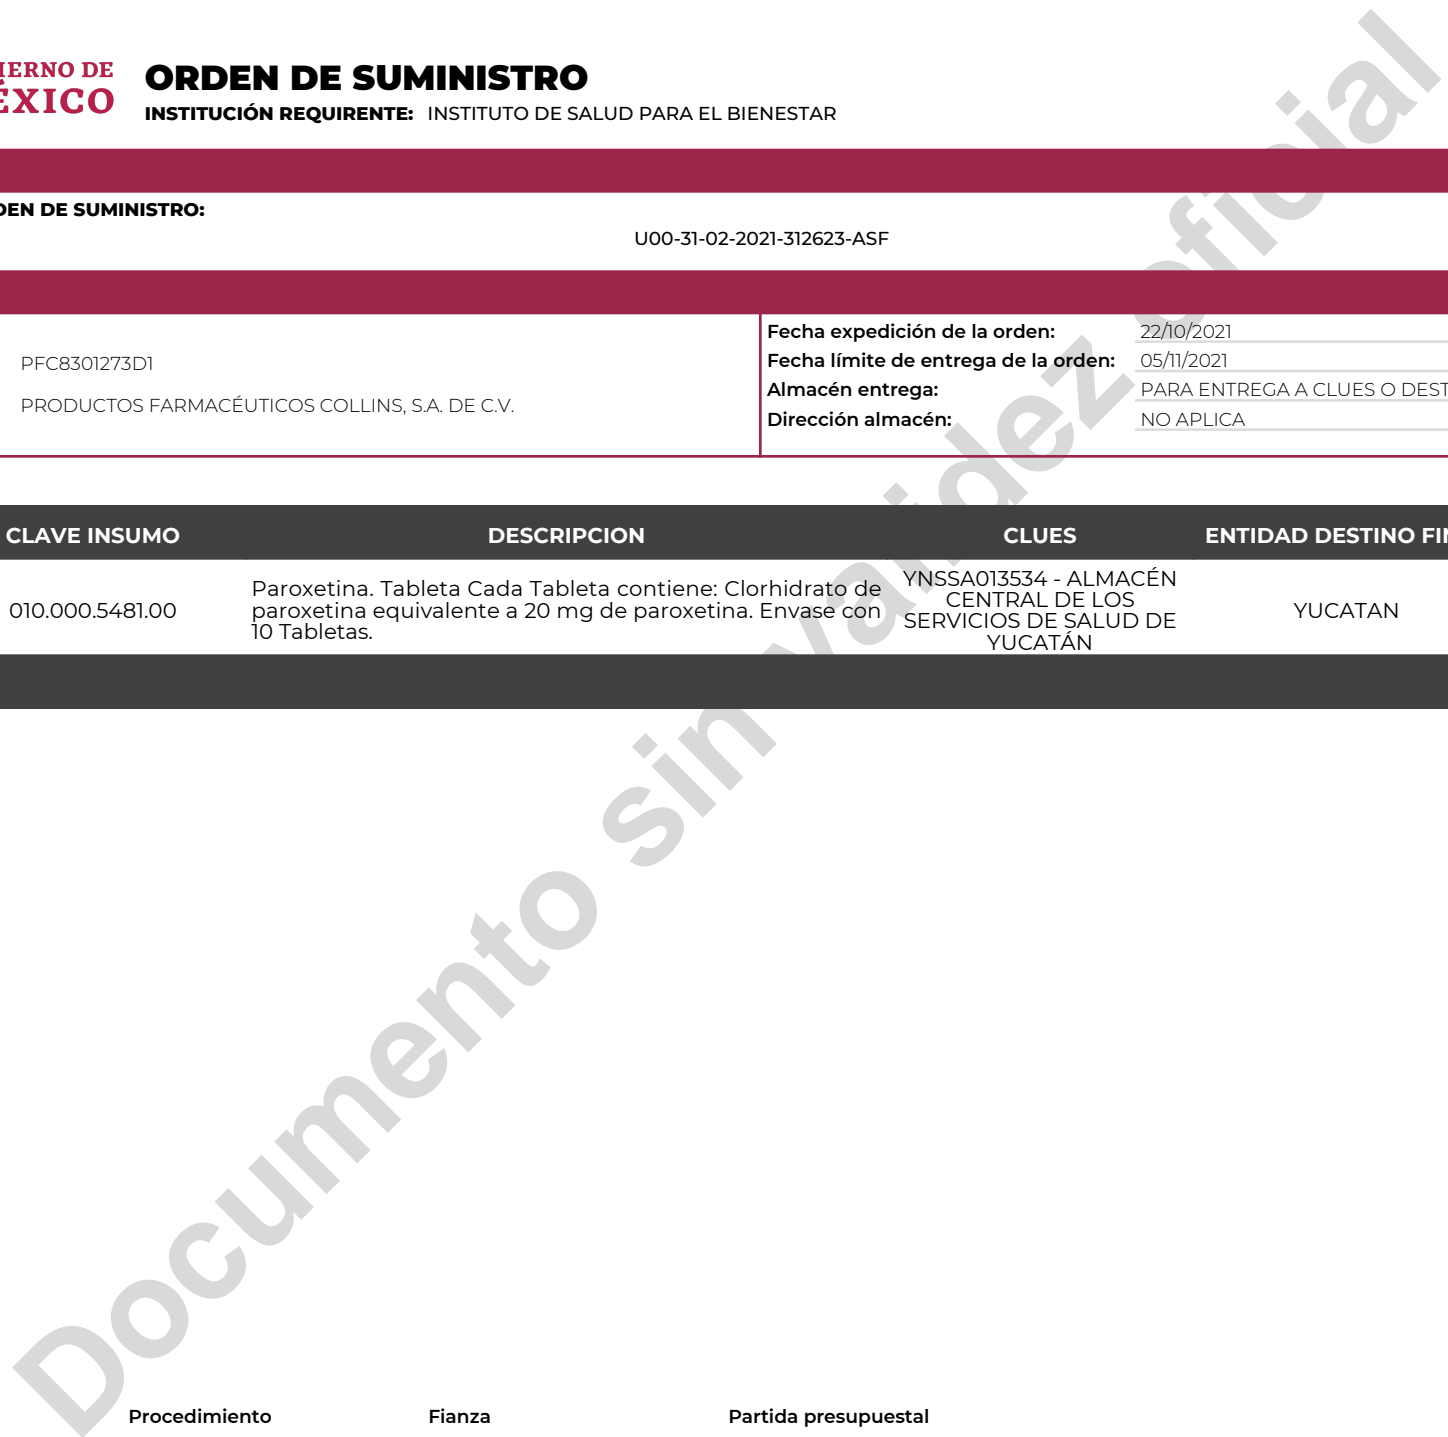 IERNO DE
ÉXICO
ORDEN DE SUMINISTRO
INSTITUCIÓN REQUIRENTE: INSTITUTO DE SALUD PARA EL BIENESTAR
DEN DE SUMINISTRO:
U00-31-02-2021-312623-ASF
PFC8301273D1
PRODUCTOS FARMACÉUTICOS COLLINS, S.A. DE C.V.
Fecha expedición de la orden: 22/10/2021
Fecha límite de entrega de la orden: 05/11/2021
Almacén entrega: PARA ENTREGA A CLUES O DEST
Dirección almacén: NO APLICA
CLAVE INSUMO DESCRIPCION CLUES ENTIDAD DESTINO FIN
010.000.5481.00
Paroxetina. Tableta Cada Tableta contiene: Clorhidrato de
paroxetina equivalente a 20 mg de paroxetina. Envase con
10 Tabletas.
YNSSA013534 - ALMACÉN
CENTRAL DE LOS
SERVICIOS DE SALUD DE
YUCATÁN
YUCATAN
Documento sin validez oficial
Procedimiento Fianza Partida presupuestal